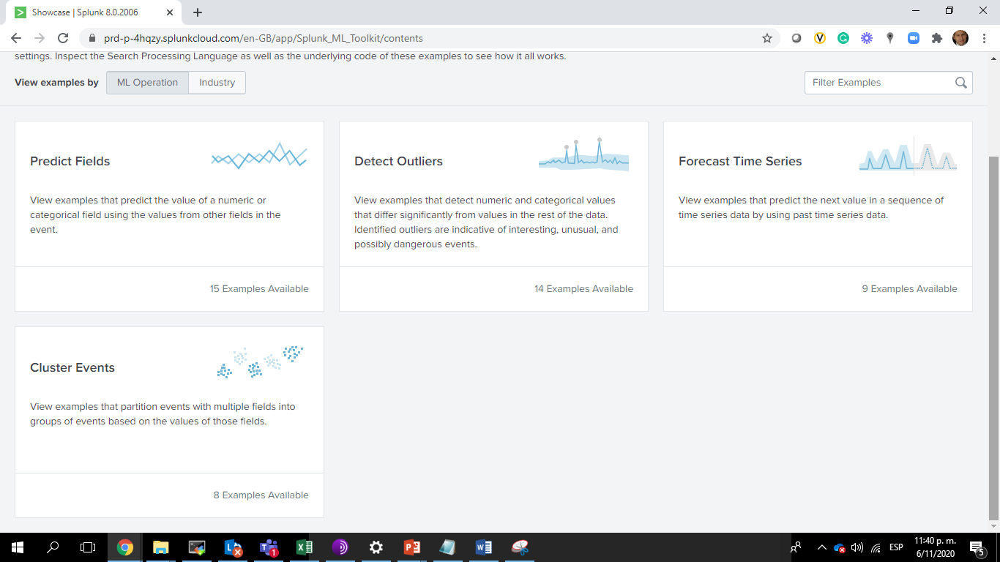 Showcase | Splunk 8.0.2006
prd-p-4hqzy.splunkcloud.com/en-GB/app/Splunk_ML_Toolkit/contents
settings. Inspect the Search Processing Language as well as the underlying code of these examples to see how it all works.
View examples by ML Operation Industry
Filter Examples
Predict Fields
View examples that predict the value of a numeric or
categorical field using the values from other fields in the
event.
15 Examples Available
Detect Outliers
View examples that detect numeric and categorical values
that differ significantly from values in the rest of the data.
Identified outliers are indicative of interesting, unusual, and
possibly dangerous events.
14 Examples Available
Forecast Time Series
View examples that predict the next value in a sequence of
time series data by using past time series data.
9 Examples Available
Cluster Events
View examples that partition events with multiple fields into
groups of events based on the values of those fields.
8 Examples Available
ESP
11:40 p. m.
6/11/2020
5
1